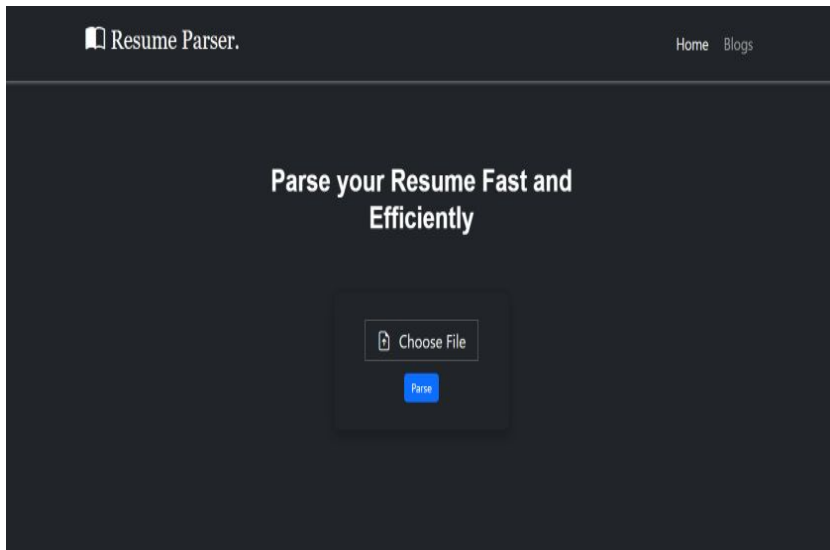 Resume Parser.
Home Blogs
Parse your Resume Fast and
Efficiently
Choose File
Parse